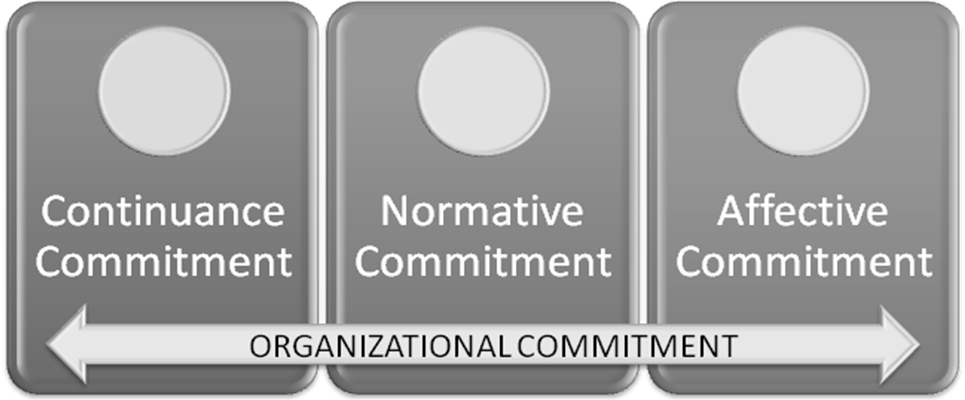 Continuance
Commitment
Normative
Commitment
Affective
Commitment
ORGANIZATIONAL COMMITMENT